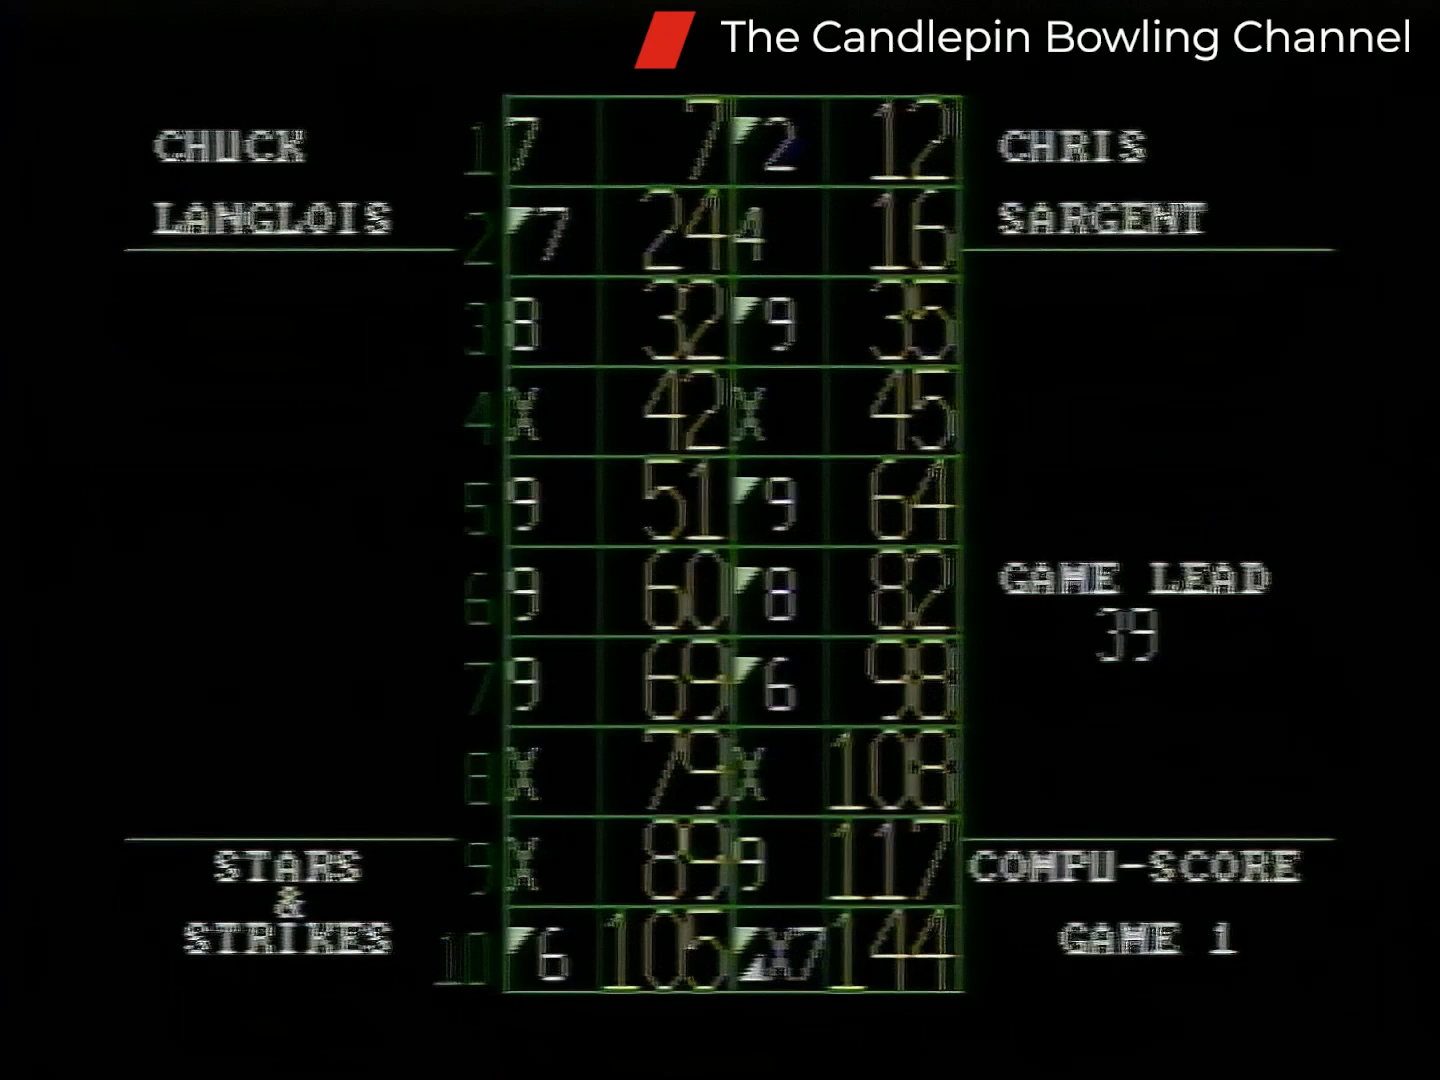 The Candlepin Bowling Channel
CHUCK
LANGLOIS
CHRIS
SARGENT
1 7 7 2 12
2 7 24 4 16
3 8 32 9 35
4 X 42 X 45
5 9 51 9 64
6 9 60 8 82
7 9 69 6 98
8 X 79 X 108
9 X 89 9 117
10 6 105 X7 144
GAME LEAD
39
STARS
&
STRIKES
COMPU-SCORE
GAME 1